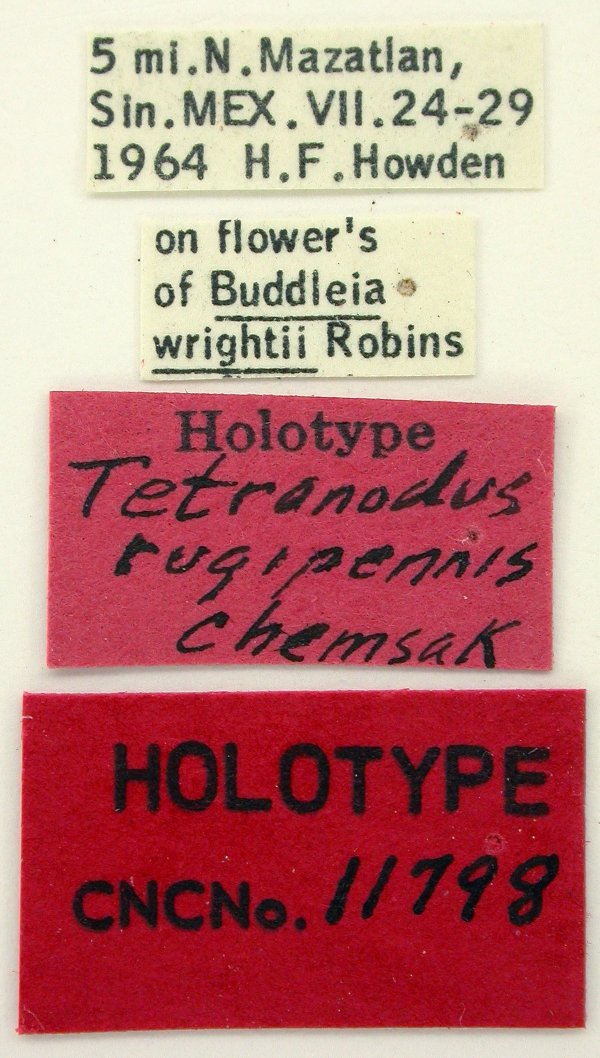 5 mi.N.Mazatlan,
Sin.MEX.VII.24-29
1964 H.F.Howden
on flower's
of Buddleia
wrightii Robins
Holotype
Tetranodus
rugipennis
chemsak
HOLOTYPE
CNCNo. 11798